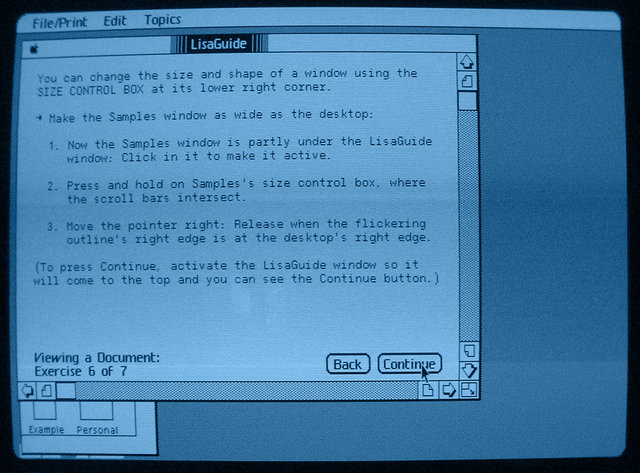 File/Print Edit Topics
LisaGuide
You can change the size and shape of a window using the
SIZE CONTROL BOX at its lower right corner.
→ Make the Samples window as wide as the desktop:
1. Now the Samples window is partly under the LisaGuide
window: Click in it to make it active.
2. Press and hold on Samples's size control box, where
the scroll bars intersect.
3. Move the pointer right: Release when the flickering
outline's right edge is at the desktop's right edge.
(To press Continue, activate the LisaGuide window so it
will come to the top and you can see the Continue button.)
Viewing a Document:
Exercise 6 of 7
Back Continue
Example Personal